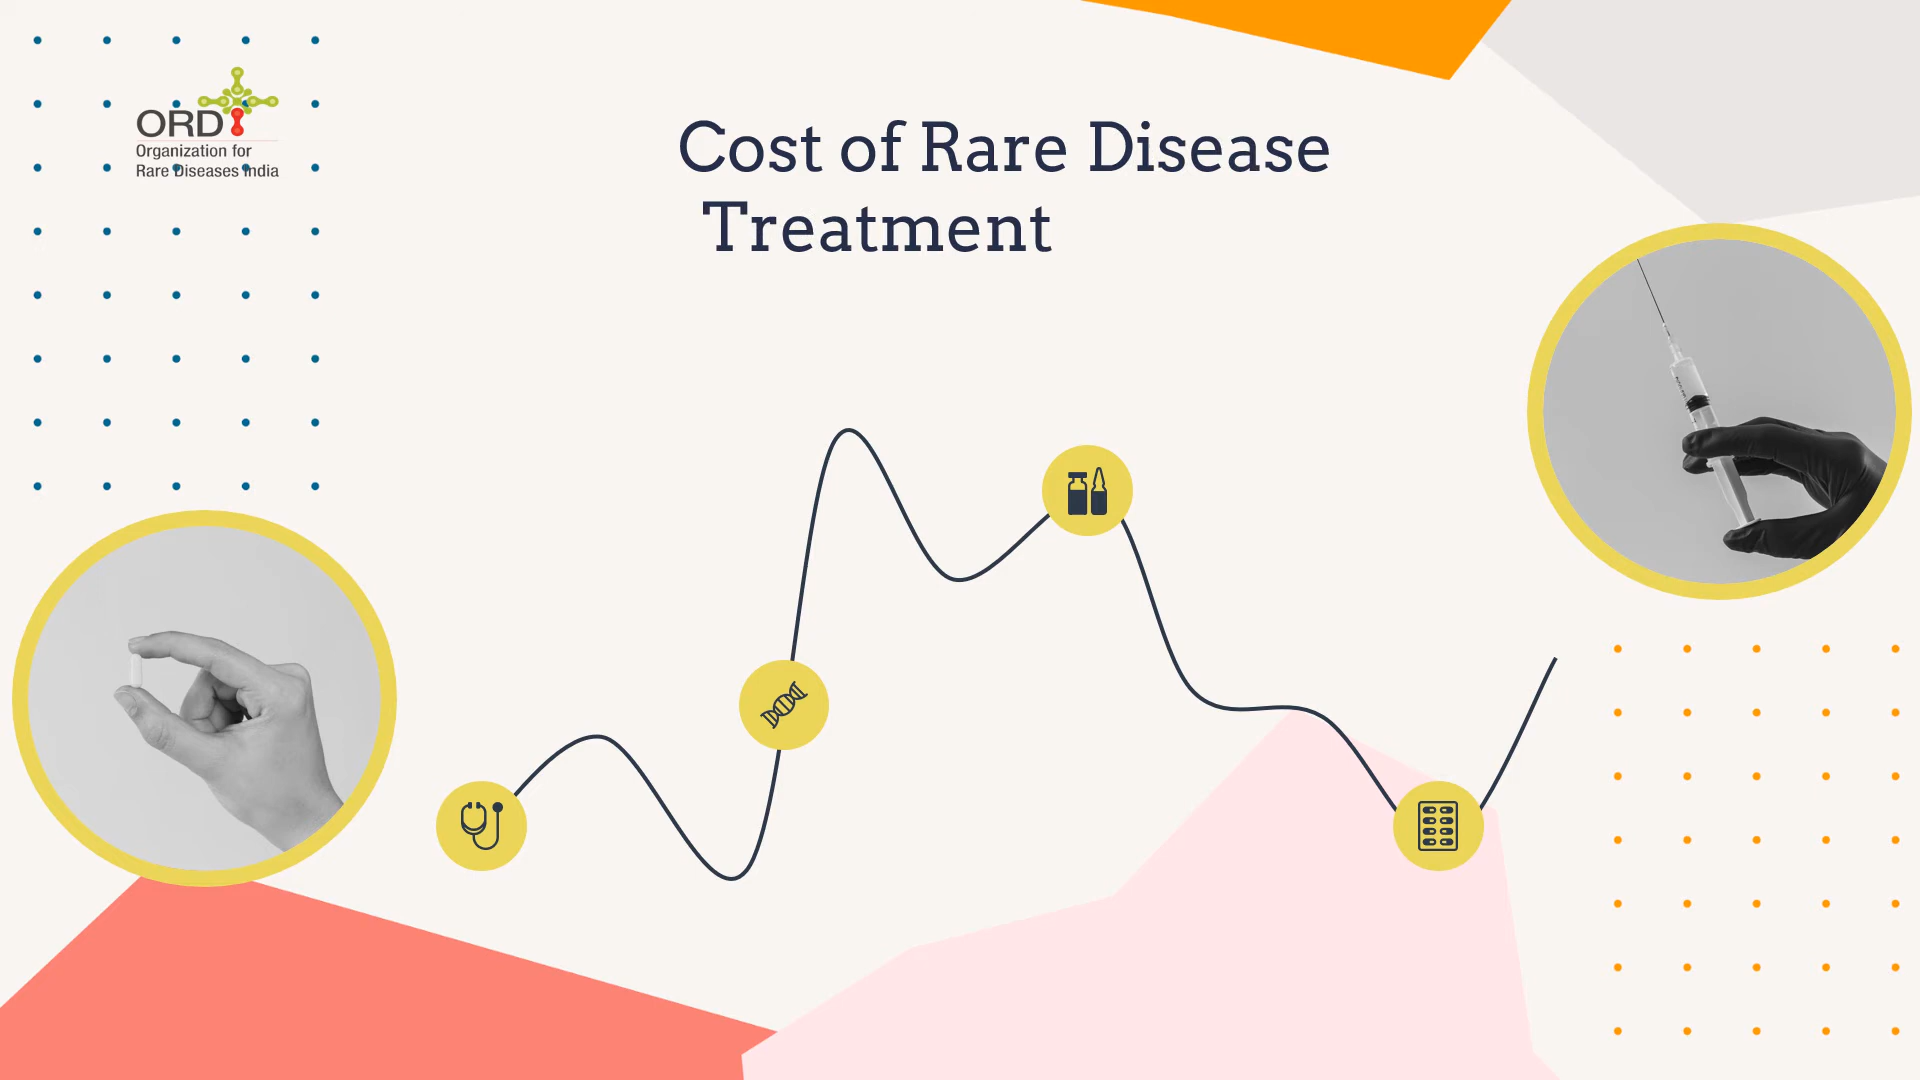 ORDI
Organization for
Rare Diseases India
Cost of Rare Disease
Treatment